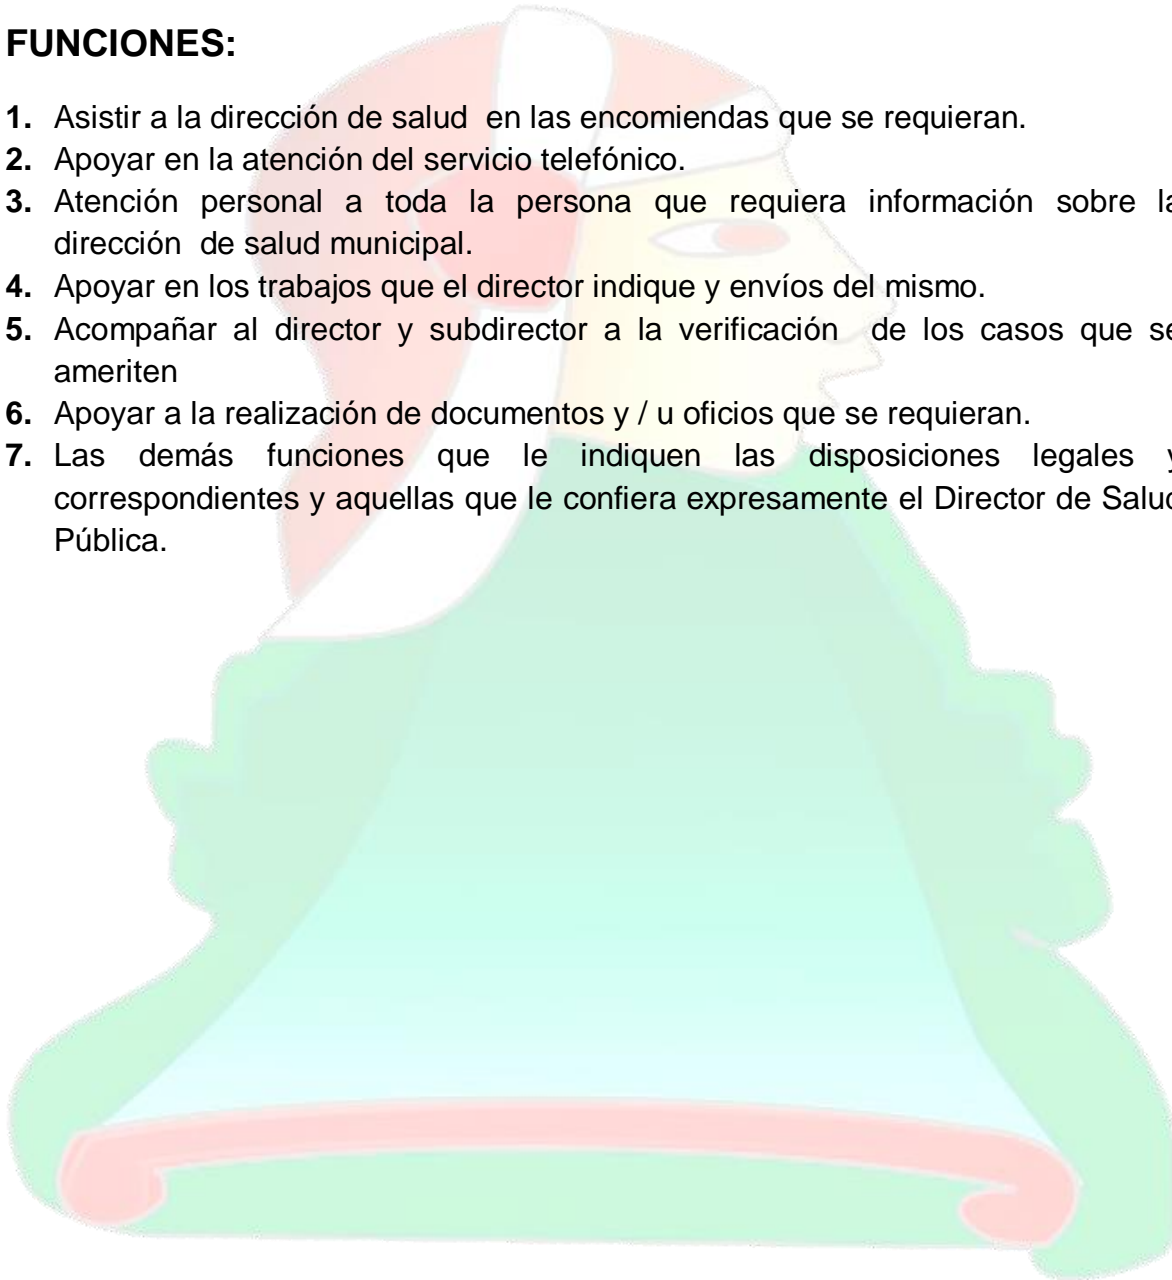 FUNCIONES:
1. Asistir a la dirección de salud en las encomiendas que se requieran.
2. Apoyar en la atención del servicio telefónico.
3. Atención personal a toda la persona que requiera información sobre la
dirección de salud municipal.
4. Apoyar en los trabajos que el director indique y envíos del mismo.
5. Acompañar al director y subdirector a la verificación de los casos que se
ameriten
6. Apoyar a la realización de documentos y / u oficios que se requieran.
7. Las demás funciones que le indiquen las disposiciones legales y
correspondientes y aquellas que le confiera expresamente el Director de Salud
Pública.